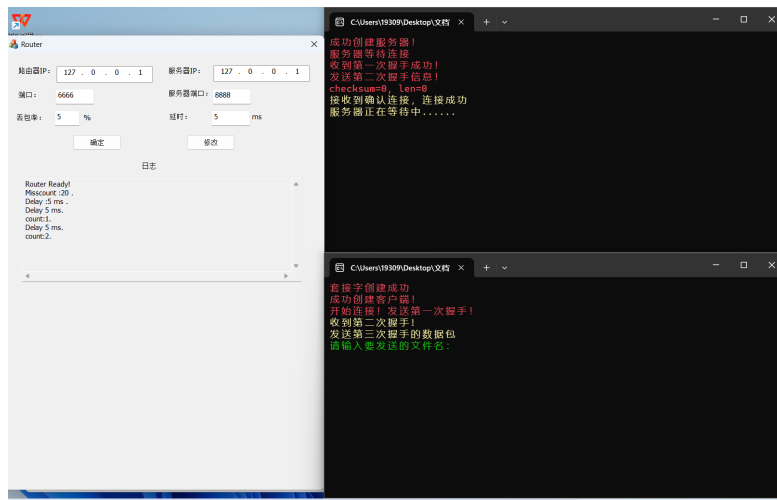 Router
路由器IP: 127 . 0 . 0 . 1 服务器IP: 127 . 0 . 0 . 1
端口: 6666 服务器端口: 8888
丢包率: 5 % 延时: 5 ms
确定 修改
日志
Router Ready!
Misscount :20 .
Delay :5 ms .
Delay 5 ms.
count:1.
Delay 5 ms.
count:2.
C:\Users\19309\Desktop\文档
成功创建服务器!
服务器等待连接
收到第一次握手成功!
发送第二次握手信息!
checksum=0, len=0
接收到确认连接, 连接成功
服务器正在等待中......
C:\Users\19309\Desktop\文档
套接字创建成功
成功创建客户端!
开始连接! 发送第一次握手!
收到第二次握手!
发送第三次握手的数据包
请输入要发送的文件名: